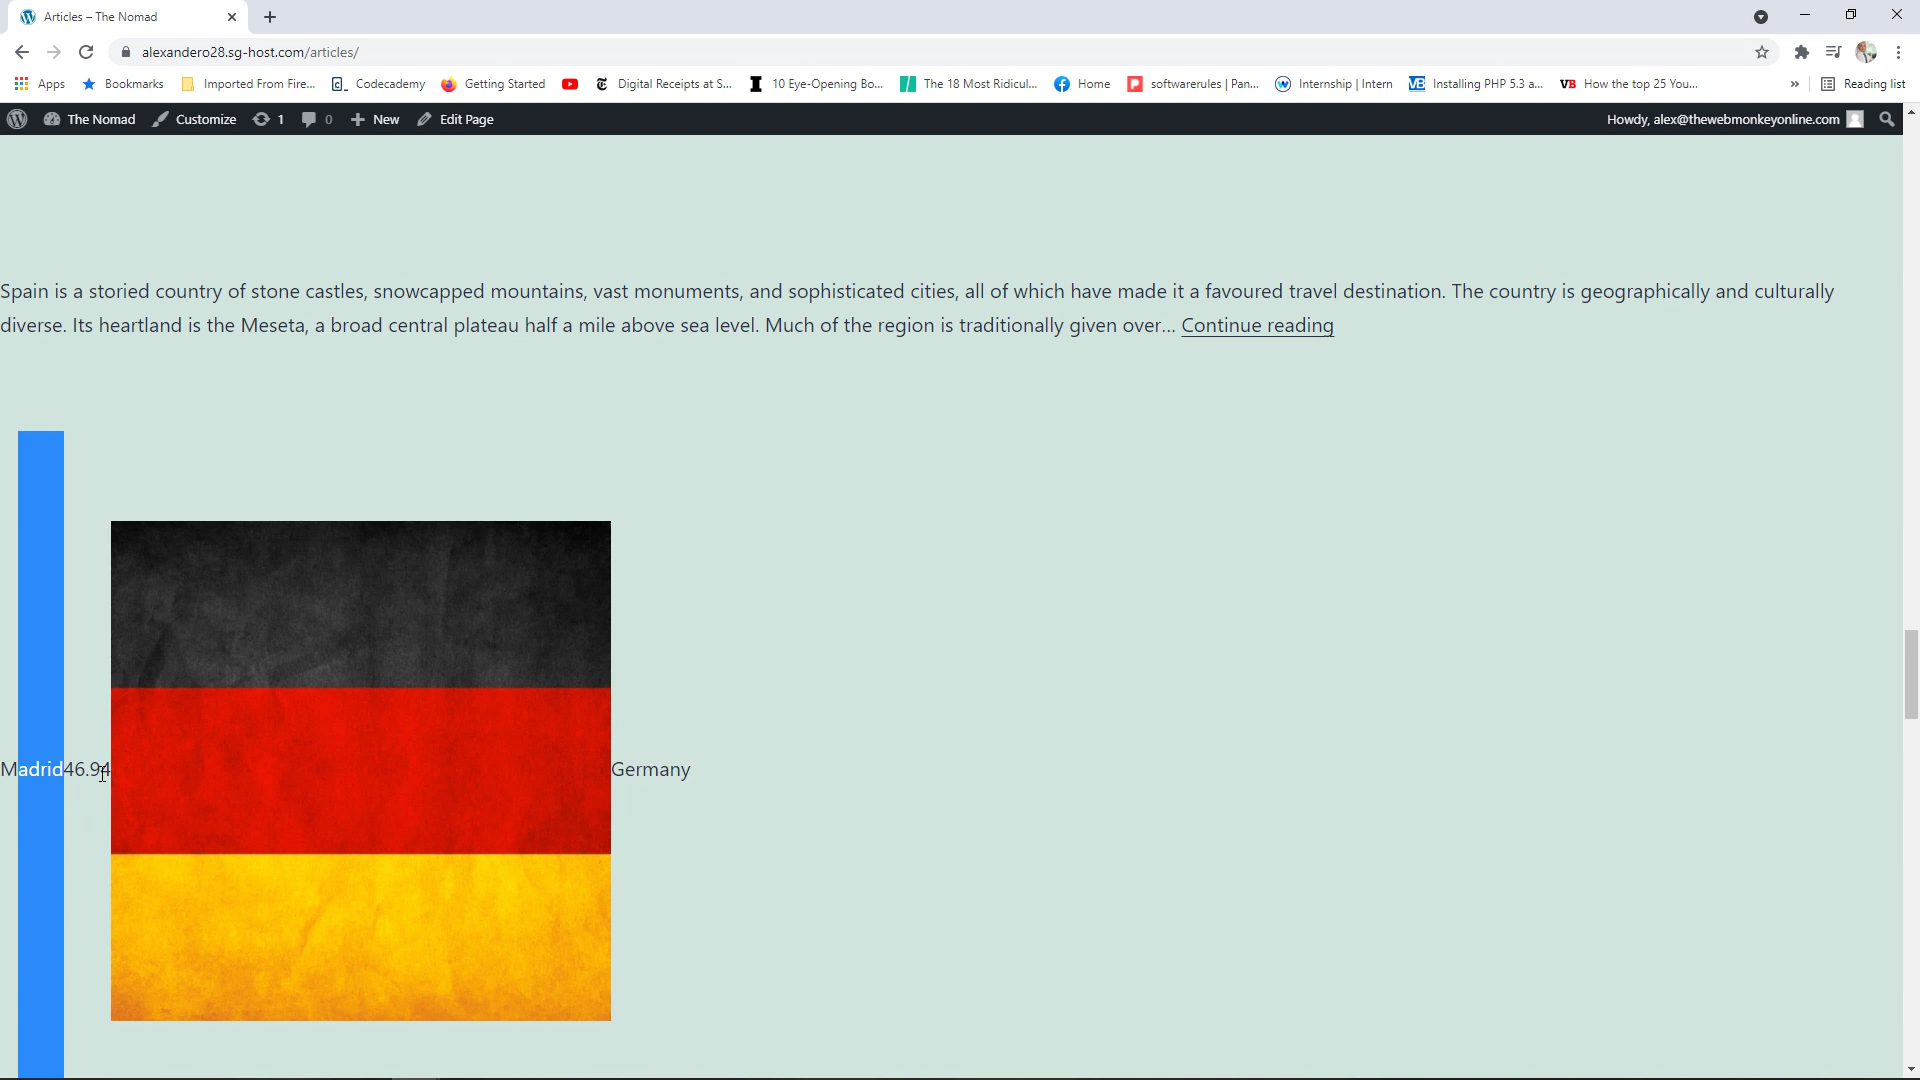 Articles – The Nomad
alexandero28.sg-host.com/articles/
Apps Bookmarks Imported From Fire... Codecademy Getting Started Digital Receipts at S... 10 Eye-Opening Bo... The 18 Most Ridicul... Home softwarerules | Pan... Internship | Intern Installing PHP 5.3 a... How the top 25 You... » Reading list
The Nomad Customize 1 0 New Edit Page Howdy, alex@thewebmonkeyonline.com
Spain is a storied country of stone castles, snowcapped mountains, vast monuments, and sophisticated cities, all of which have made it a favoured travel destination. The country is geographically and culturally
diverse. Its heartland is the Meseta, a broad central plateau half a mile above sea level. Much of the region is traditionally given over... Continue reading
Madrid46.94 Germany